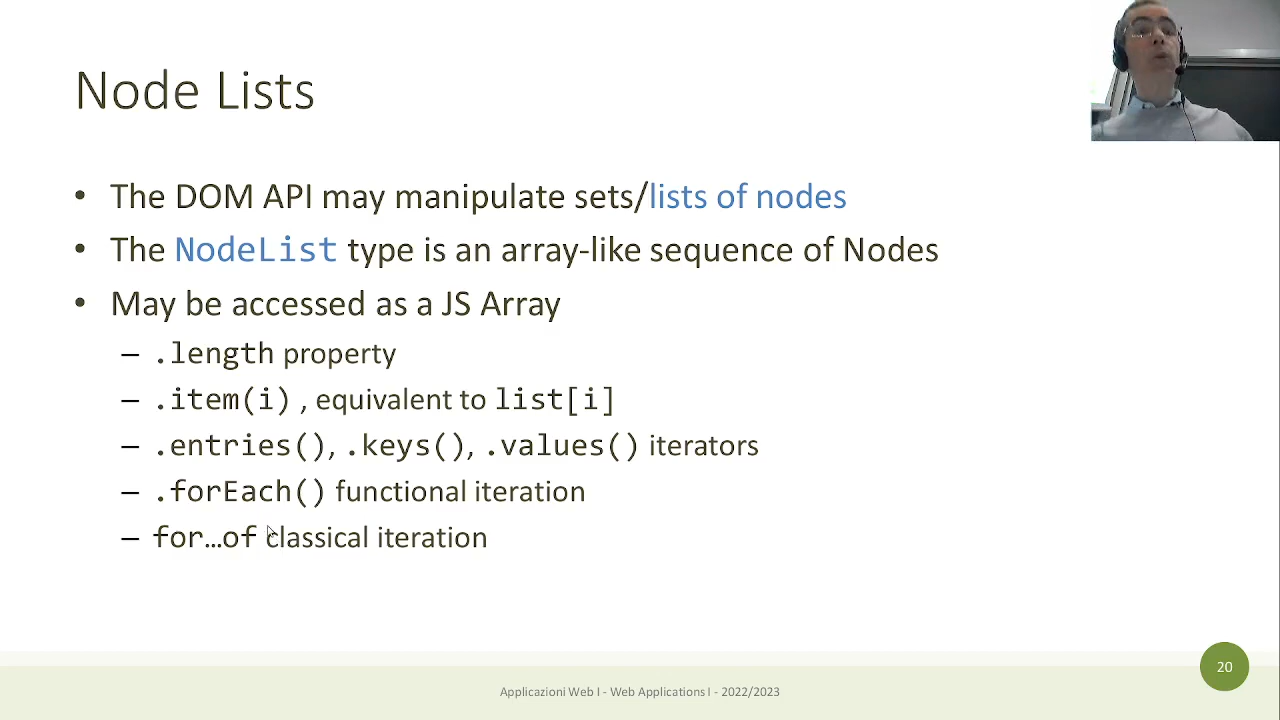 Node Lists
• The DOM API may manipulate sets/lists of nodes
• The NodeList type is an array-like sequence of Nodes
• May be accessed as a JS Array
– .length property
– .item(i) , equivalent to list[i]
– .entries(), .keys(), .values() iterators
– .forEach() functional iteration
– for…of classical iteration
20
Applicazioni Web I - Web Applications I - 2022/2023